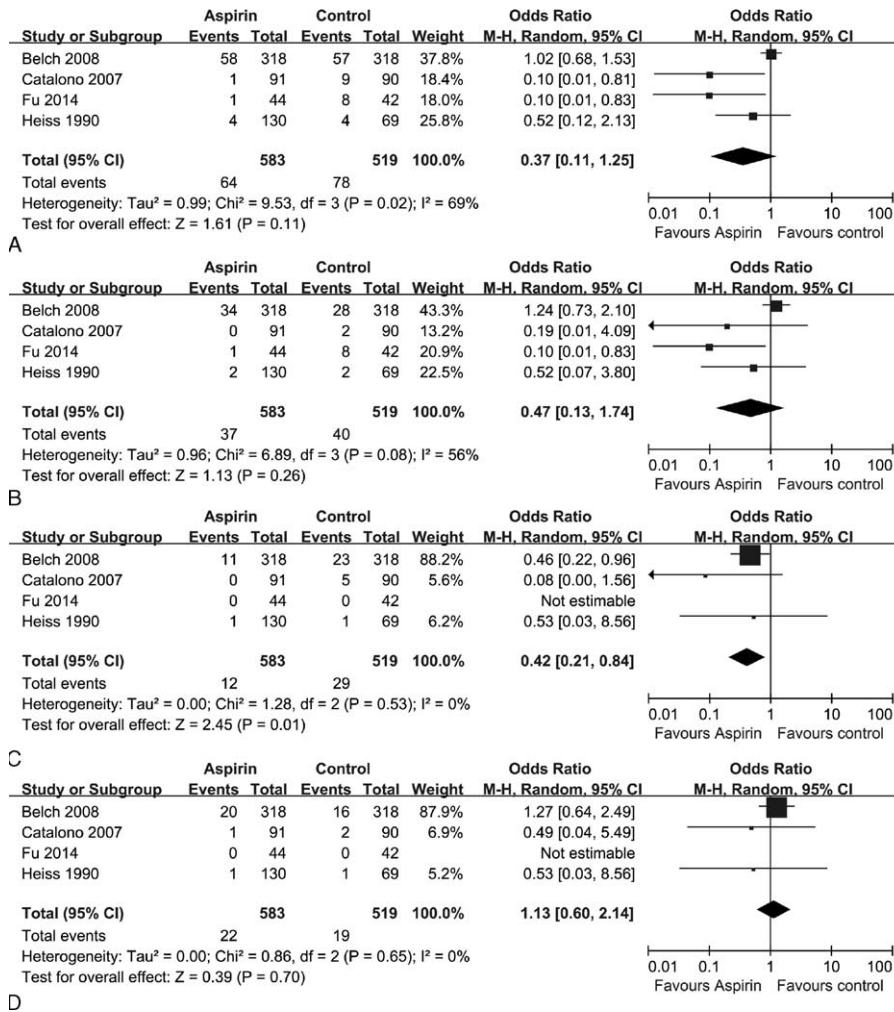 Aspirin Control Odds Ratio Odds Ratio
Study or Subgroup Events Total Events Total Weight M-H, Random, 95% CI M-H, Random, 95% CI
Belch 2008 58 318 57 318 37.8% 1.02 [0.68, 1.53]
Catalono 2007 1 91 9 90 18.4% 0.10 [0.01, 0.81]
Fu 2014 1 44 8 42 18.0% 0.10 [0.01, 0.83]
Heiss 1990 4 130 4 69 25.8% 0.52 [0.12, 2.13]
Total (95% CI) 583 519 100.0% 0.37 [0.11, 1.25]
Total events 64 78
Heterogeneity: Tau² = 0.99; Chi² = 9.53, df = 3 (P = 0.02); I² = 69%
Test for overall effect: Z = 1.61 (P = 0.11)
0.01 0.1 1 10 100
Favours Aspirin Favours control
A
Aspirin Control Odds Ratio Odds Ratio
Study or Subgroup Events Total Events Total Weight M-H, Random, 95% CI M-H, Random, 95% CI
Belch 2008 34 318 28 318 43.3% 1.24 [0.73, 2.10]
Catalono 2007 0 91 2 90 13.2% 0.19 [0.01, 4.09]
Fu 2014 1 44 8 42 20.9% 0.10 [0.01, 0.83]
Heiss 1990 2 130 2 69 22.5% 0.52 [0.07, 3.80]
Total (95% CI) 583 519 100.0% 0.47 [0.13, 1.74]
Total events 37 40
Heterogeneity: Tau² = 0.96; Chi² = 6.89, df = 3 (P = 0.08); I² = 56%
Test for overall effect: Z = 1.13 (P = 0.26)
0.01 0.1 1 10 100
Favours Aspirin Favours control
B
Aspirin Control Odds Ratio Odds Ratio
Study or Subgroup Events Total Events Total Weight M-H, Random, 95% CI M-H, Random, 95% CI
Belch 2008 11 318 23 318 88.2% 0.46 [0.22, 0.96]
Catalono 2007 0 91 5 90 5.6% 0.08 [0.00, 1.56]
Fu 2014 0 44 0 42 Not estimable
Heiss 1990 1 130 1 69 6.2% 0.53 [0.03, 8.56]
Total (95% CI) 583 519 100.0% 0.42 [0.21, 0.84]
Total events 12 29
Heterogeneity: Tau² = 0.00; Chi² = 1.28, df = 2 (P = 0.53); I² = 0%
Test for overall effect: Z = 2.45 (P = 0.01)
0.01 0.1 1 10 100
Favours Aspirin Favours control
C
Aspirin Control Odds Ratio Odds Ratio
Study or Subgroup Events Total Events Total Weight M-H, Random, 95% CI M-H, Random, 95% CI
Belch 2008 20 318 16 318 87.9% 1.27 [0.64, 2.49]
Catalono 2007 1 91 2 90 6.9% 0.49 [0.04, 5.49]
Fu 2014 0 44 0 42 Not estimable
Heiss 1990 1 130 1 69 5.2% 0.53 [0.03, 8.56]
Total (95% CI) 583 519 100.0% 1.13 [0.60, 2.14]
Total events 22 19
Heterogeneity: Tau² = 0.00; Chi² = 0.86, df = 2 (P = 0.65); I² = 0%
Test for overall effect: Z = 0.39 (P = 0.70)
0.01 0.1 1 10 100
Favours Aspirin Favours control
D